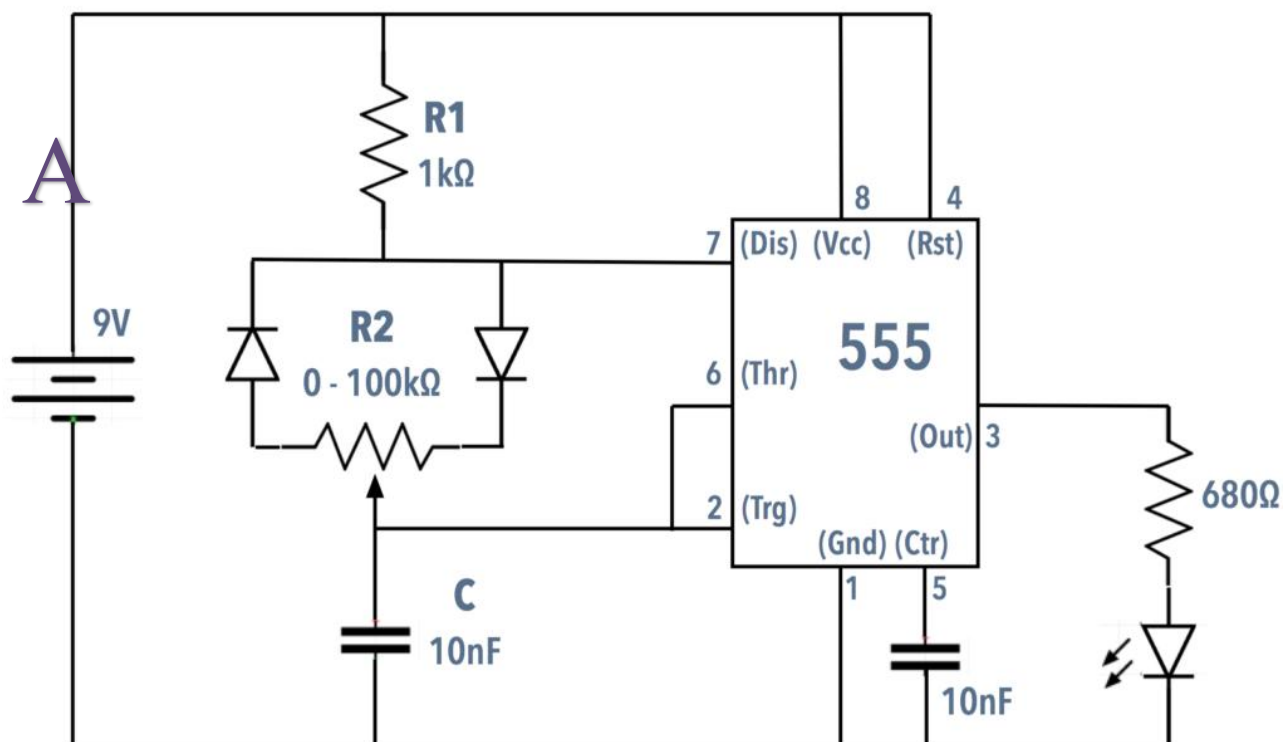 R1
1kΩ
A
8
4
7
(Dis)
(Vcc)
(Rst)
9V
R2
0 - 100kΩ
555
6
(Thr)
(Out)
3
2
(Trg)
680Ω
(Gnd)
(Ctr)
C
10nF
1
5
10nF